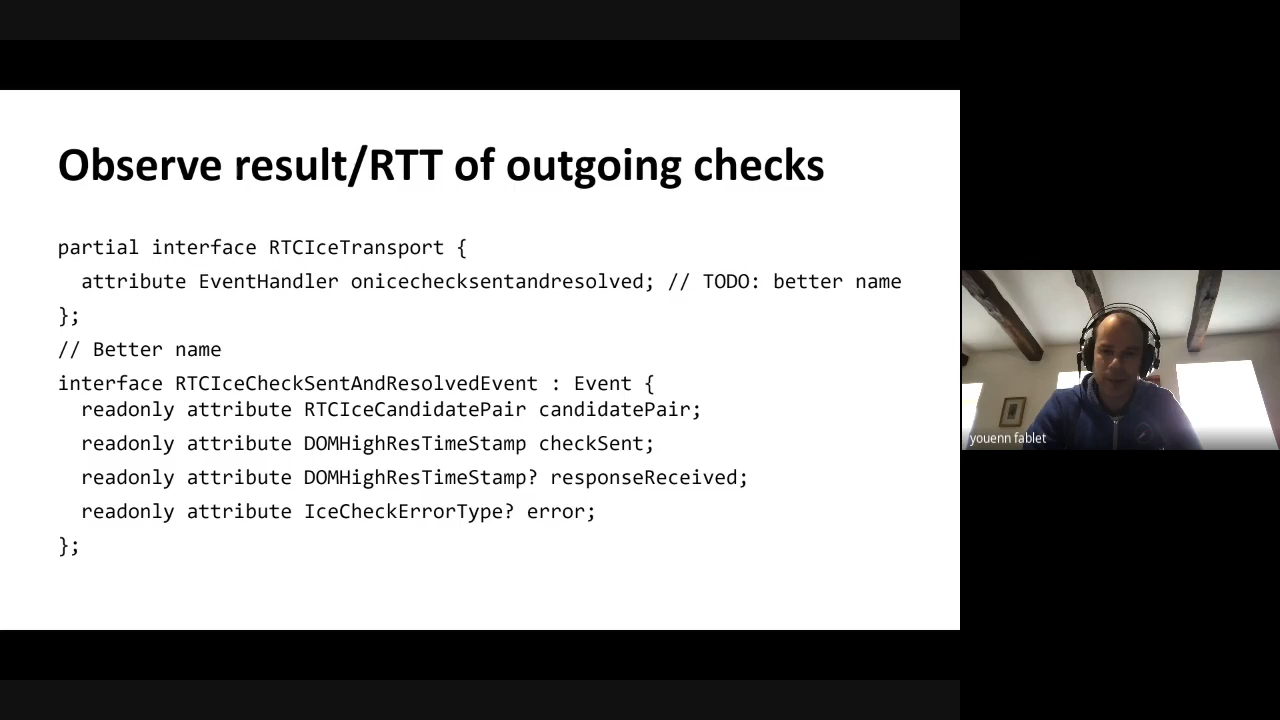 Observe result/RTT of outgoing checks
partial interface RTCIceTransport {
  attribute EventHandler onicechecksentandresolved; // TODO: better name
};
// Better name
interface RTCIceCheckSentAndResolvedEvent : Event {
  readonly attribute RTCIceCandidatePair candidatePair;
  readonly attribute DOMHighResTimeStamp checkSent;
  readonly attribute DOMHighResTimeStamp? responseReceived;
  readonly attribute IceCheckErrorType? error;
};
youenn fablet